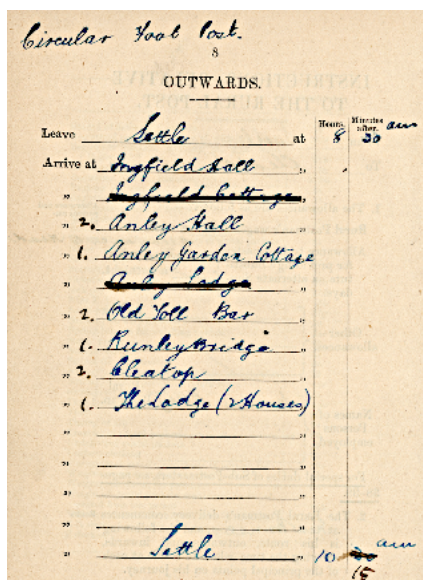 Circular Foot Post.
8
OUTWARDS.
Hours. Minutes after. am
Leave Settle at 8 30
Arrive at Ingfield Hall „
„ Ingfield Cottage „
„ 2. Anley Hall „
„ 1. Anley Garden Cottage
„ Anley Lodge „
„ 2. Old Toll Bar „
„ 1. Runley Bridge „
„ 2. Cleatop „
„ 1. The Lodge (2 Houses) „
„ „
„ „
„ „
„ „
„ Settle „ 10 am
15